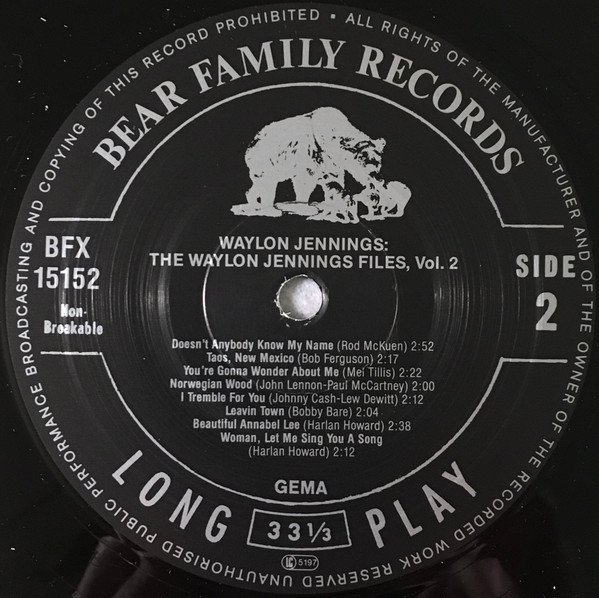 UNAUTHORISED PUBLIC PERFORMANCE BROADCASTING AND COPYING OF THIS RECORD PROHIBITED • ALL RIGHTS OF THE MANUFACTURER AND OF THE OWNER OF THE RECORDED WORK RESERVED
BEAR FAMILY RECORDS
WAYLON JENNINGS:
THE WAYLON JENNINGS FILES, Vol. 2
BFX
15152
Non-
Breakable
SIDE
2
Doesn't Anybody Know My Name (Rod McKuen) 2:52
Taos, New Mexico (Bob Ferguson) 2:17
You're Gonna Wonder About Me (Mel Tillis) 2:22
Norwegian Wood (John Lennon-Paul McCartney) 2:00
I Tremble For You (Johnny Cash-Lew Dewitt) 2:12
Leavin Town (Bobby Bare) 2:04
Beautiful Annabel Lee (Harlan Howard) 2:38
Woman, Let Me Sing You A Song
(Harlan Howard) 2:12
GEMA
LONG PLAY
33 1/3
LC 5197